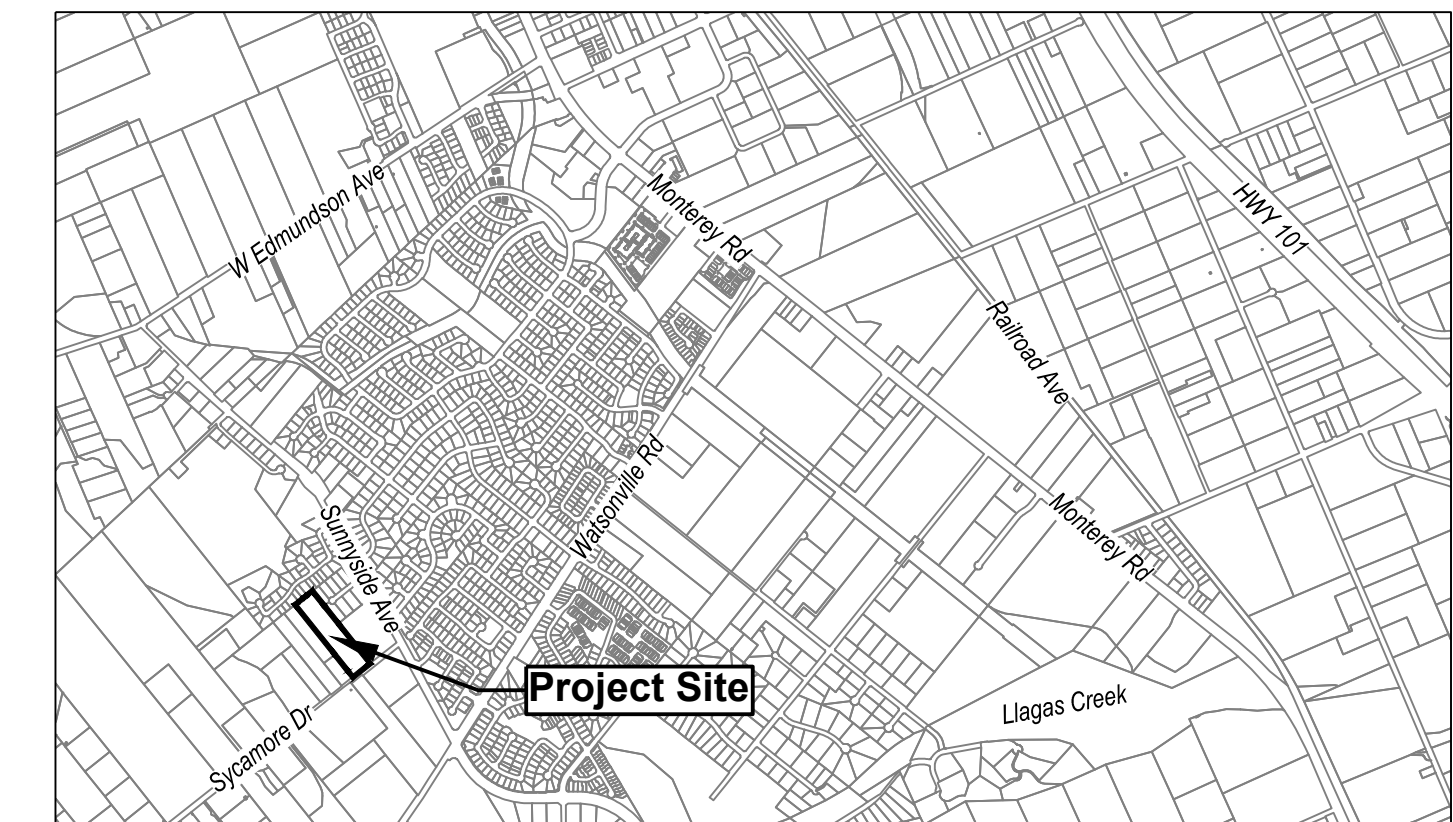 W Edmundson Ave
Monterey Rd
HWY 101
Railroad Ave
Sunnyside Ave
Watsonville Rd
Monterey Rd
Project Site
Llagas Creek
Sycamore Dr